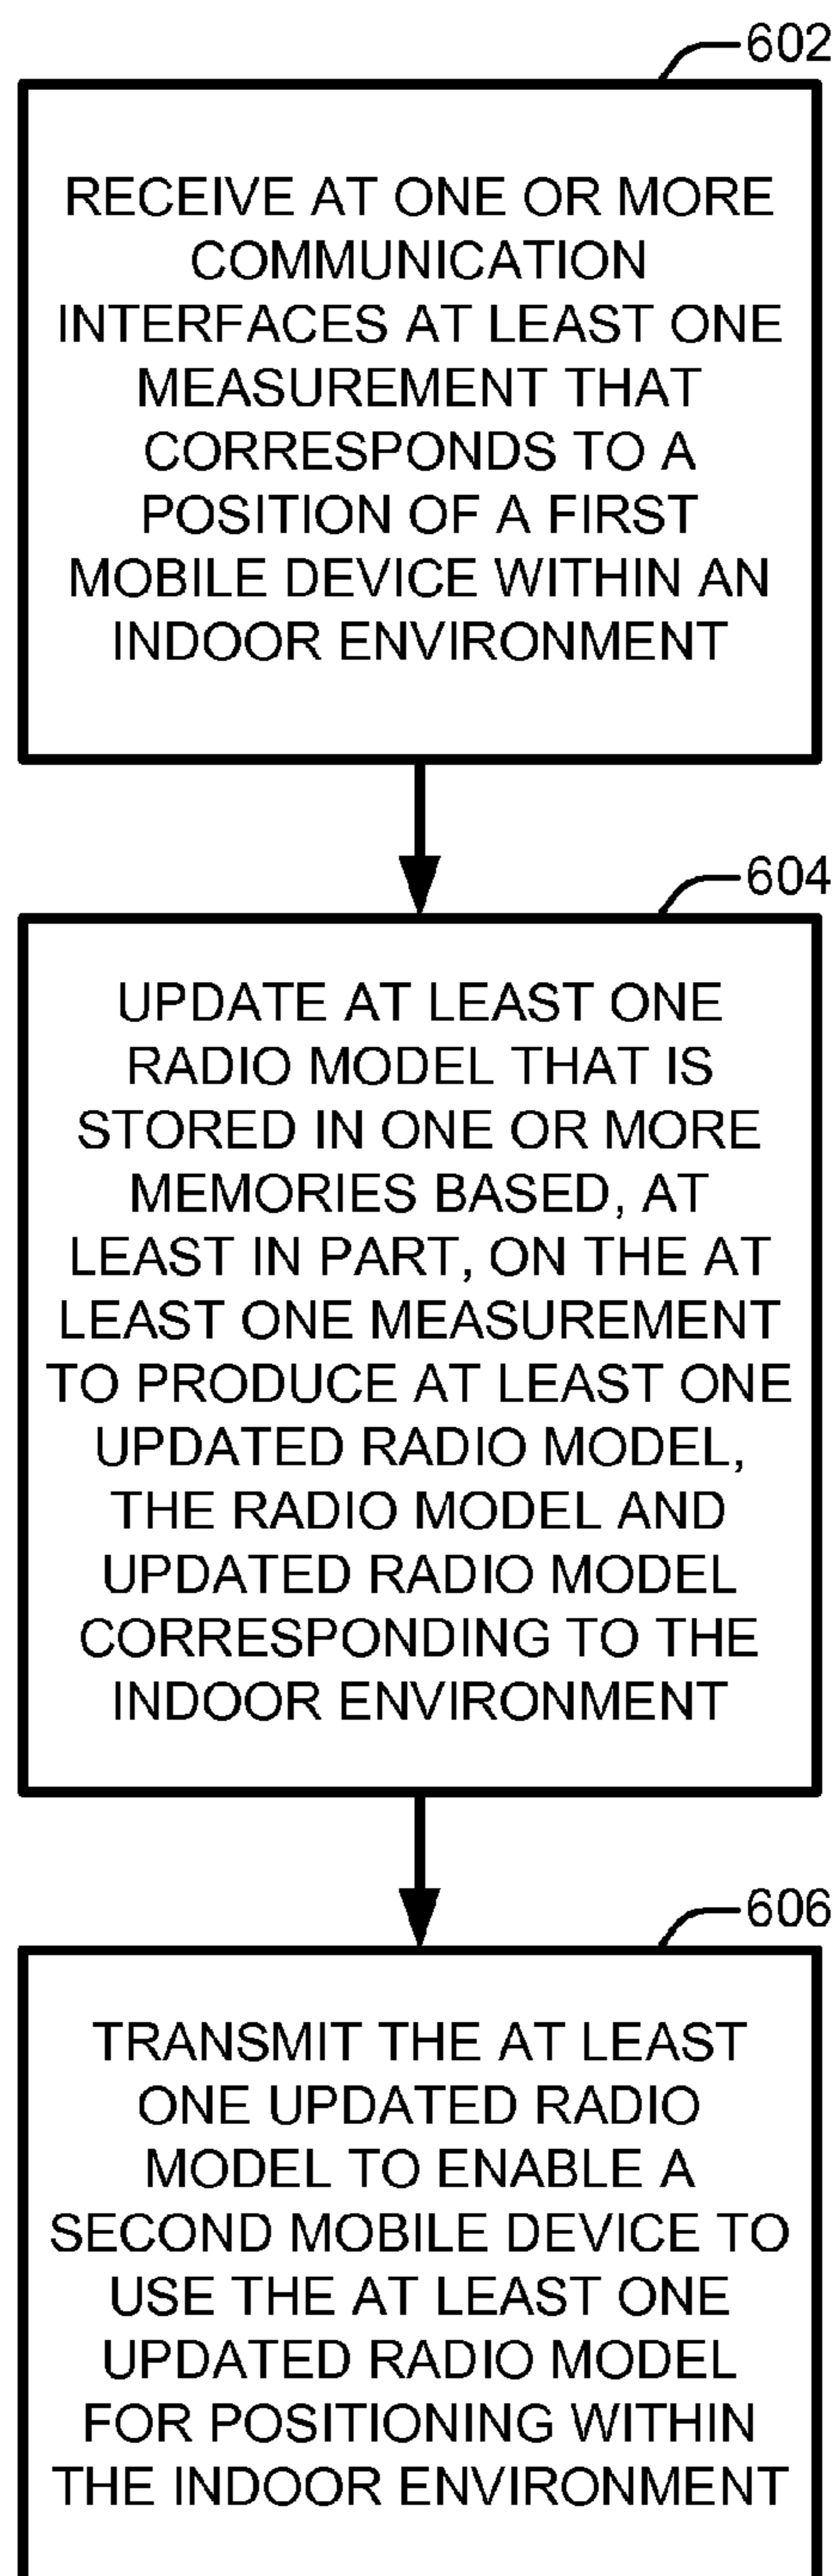 602
RECEIVE AT ONE OR MORE
COMMUNICATION
INTERFACES AT LEAST ONE
MEASUREMENT THAT
CORRESPONDS TO A
POSITION OF A FIRST
MOBILE DEVICE WITHIN AN
INDOOR ENVIRONMENT
604
UPDATE AT LEAST ONE
RADIO MODEL THAT IS
STORED IN ONE OR MORE
MEMORIES BASED, AT
LEAST IN PART, ON THE AT
LEAST ONE MEASUREMENT
TO PRODUCE AT LEAST ONE
UPDATED RADIO MODEL,
THE RADIO MODEL AND
UPDATED RADIO MODEL
CORRESPONDING TO THE
INDOOR ENVIRONMENT
606
TRANSMIT THE AT LEAST
ONE UPDATED RADIO
MODEL TO ENABLE A
SECOND MOBILE DEVICE TO
USE THE AT LEAST ONE
UPDATED RADIO MODEL
FOR POSITIONING WITHIN
THE INDOOR ENVIRONMENT